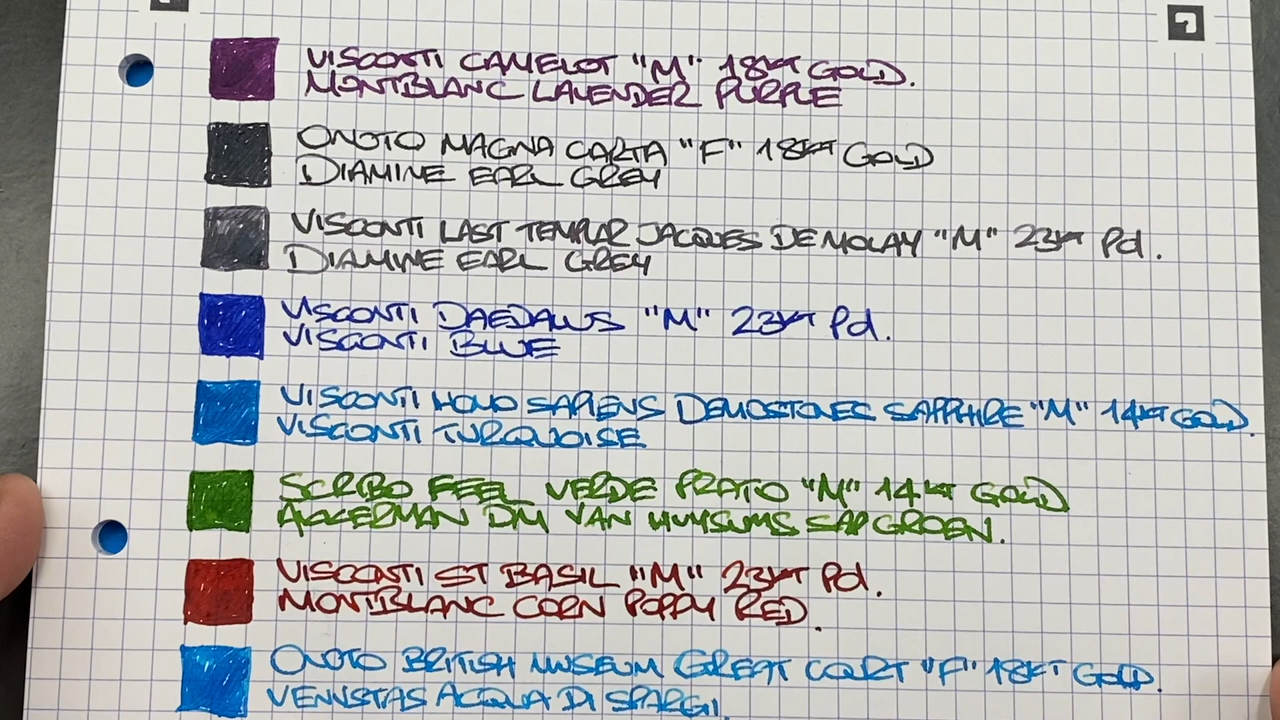 VISCONTI CAMELOT "M" 18KT GOLD.
MONTBLANC LAVENDER PURPLE
ONOTO MAGNA CARTA "F" 18KT GOLD
DIAMINE EARL GREY
VISCONTI LAST TEMPLAR JACQUES DE MOLAY "M" 23KT Pd.
DIAMINE EARL GREY
VISCONTI DAEDALUS "M" 23KT Pd.
VISCONTI BLUE
VISCONTI HOMO SAPIENS DEMOSTONES SAPPHIRE "M" 14KT GOLD.
VISCONTI TURQUOISE
SCRIBO FEEL VERDE PRATO "M" 14KT GOLD
AKKERMAN DM VAN HUYSUMS SAP GROEN.
VISCONTI ST BASIL "M" 23KT Pd.
MONTBLANC CORN POPPY RED.
ONOTO BRITISH MUSEUM GREAT COURT "F" 18KT GOLD.
VENUSTAS ACQUA DI SPARGI.